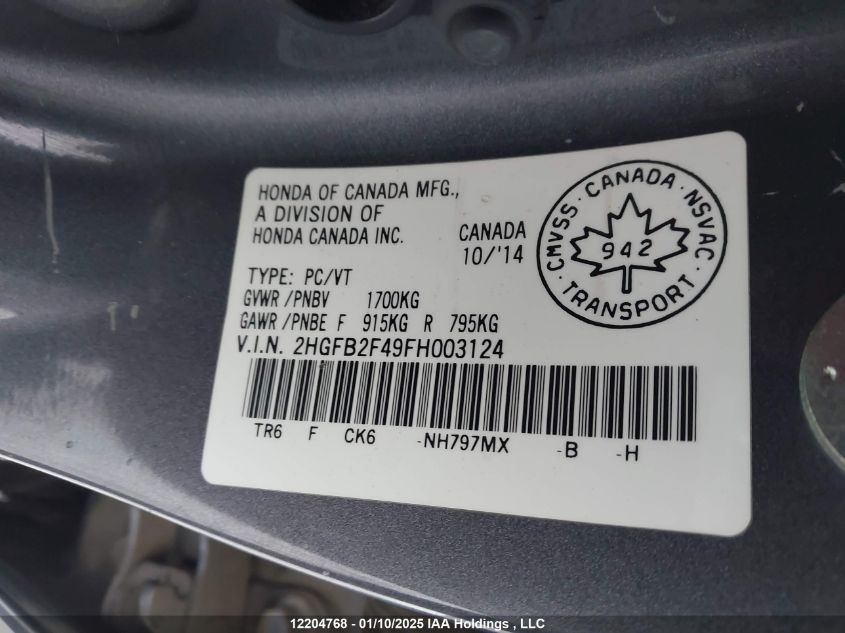 HONDA OF CANADA MFG.,
A DIVISION OF
HONDA CANADA INC.
CANADA
10/'14
CMVSS · CANADA · NSVAC · TRANSPORT ·
942
TYPE: PC/VT
GVWR /PNBV 1700KG
GAWR /PNBE F 915KG R 795KG
V.I.N. 2HGFB2F49FH003124
TR6 F CK6 -NH797MX -B -H
12204768 - 01/10/2025 IAA Holdings , LLC